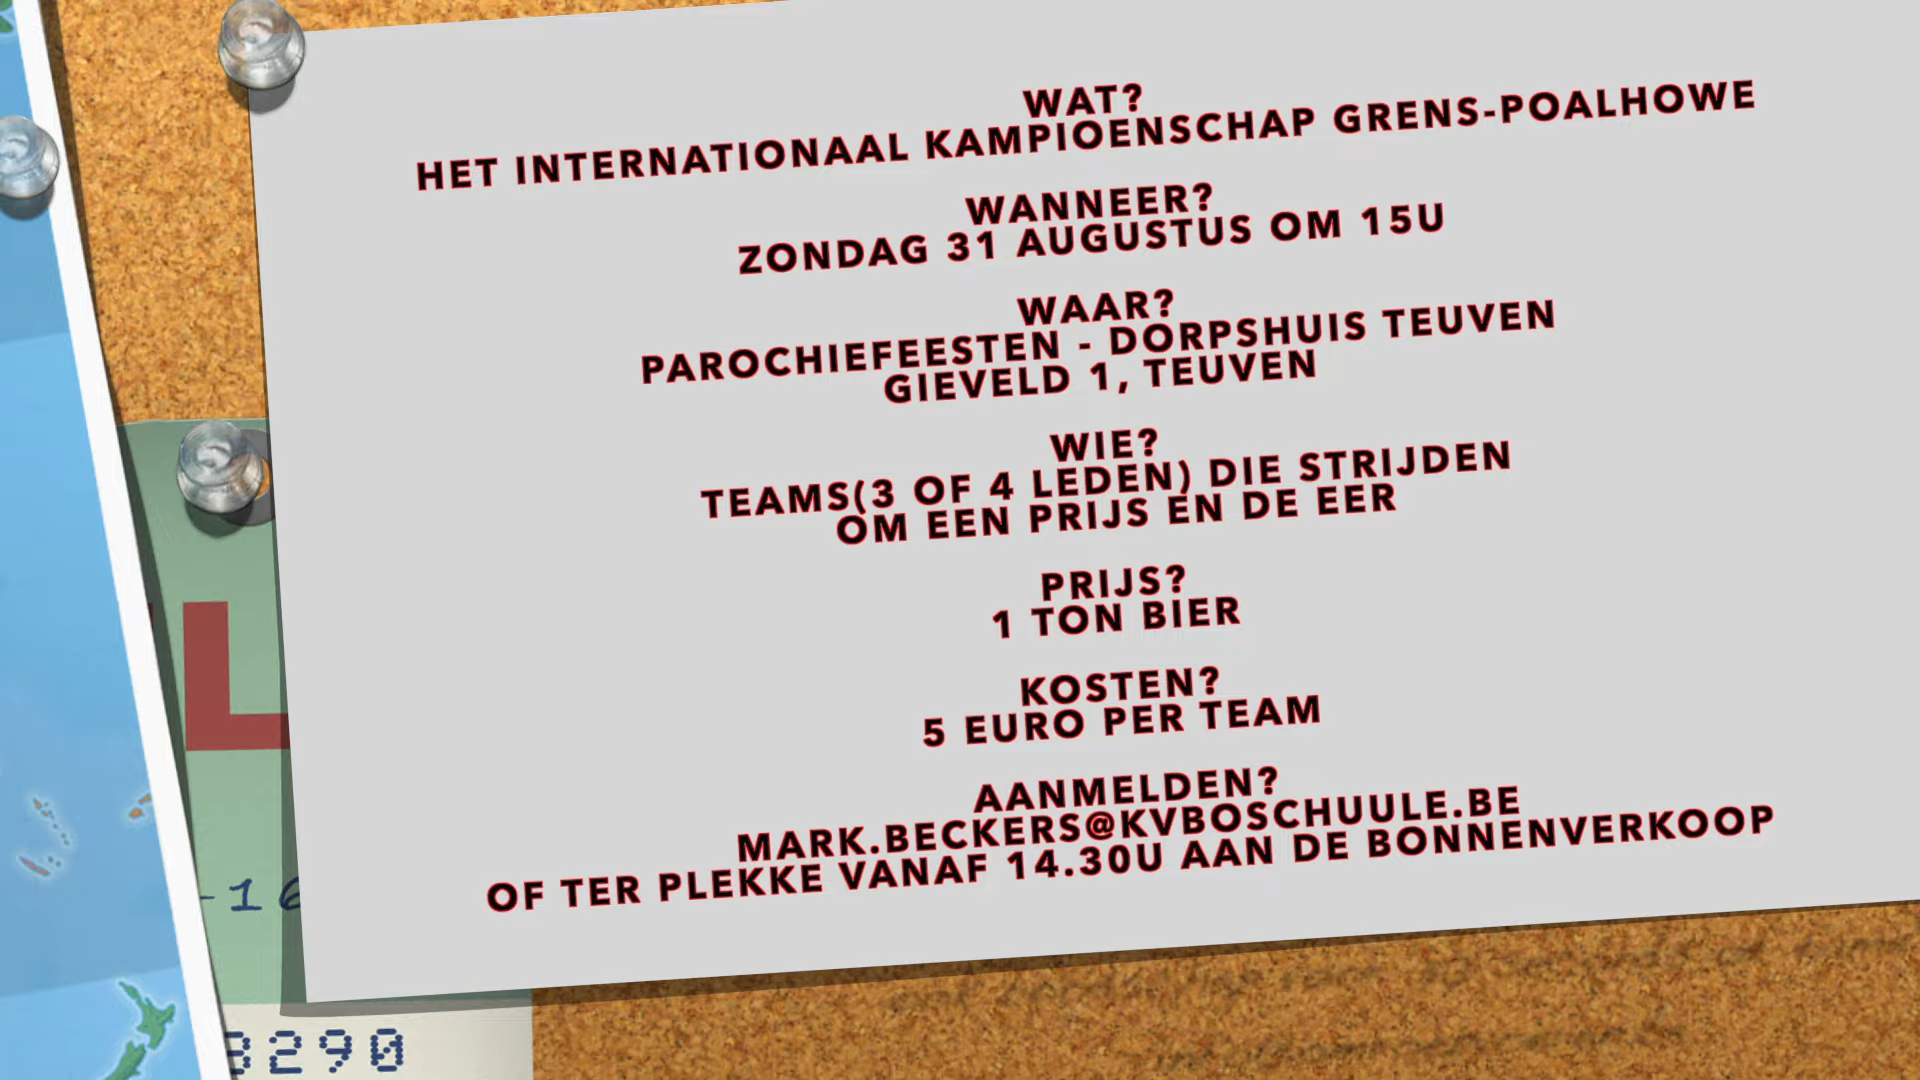 WAT?
HET INTERNATIONAAL KAMPIOENSCHAP GRENS-POALHOWE
WANNEER?
ZONDAG 31 AUGUSTUS OM 15U
WAAR?
PAROCHIEFEESTEN - DORPSHUIS TEUVEN
GIEVELD 1, TEUVEN
WIE?
TEAMS(3 OF 4 LEDEN) DIE STRIJDEN
OM EEN PRIJS EN DE EER
PRIJS?
1 TON BIER
KOSTEN?
5 EURO PER TEAM
AANMELDEN?
MARK.BECKERS@KVBOSCHUULE.BE
OF TER PLEKKE VANAF 14.30U AAN DE BONNENVERKOOP
L
-16
3290